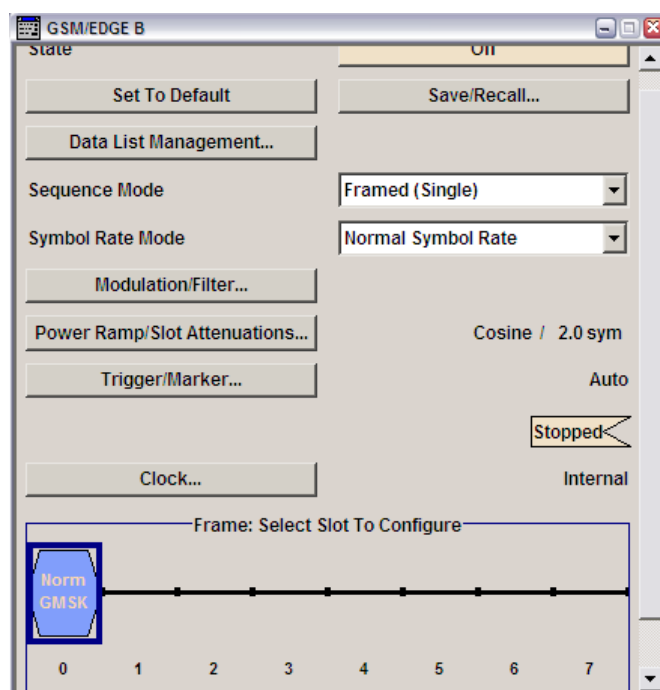 GSM/EDGE B
State On
Set To Default Save/Recall...
Data List Management...
Sequence Mode Framed (Single)
Symbol Rate Mode Normal Symbol Rate
Modulation/Filter...
Power Ramp/Slot Attenuations... Cosine / 2.0 sym
Trigger/Marker... Auto
Stopped
Clock... Internal
Frame: Select Slot To Configure
Norm
GMSK
0 1 2 3 4 5 6 7